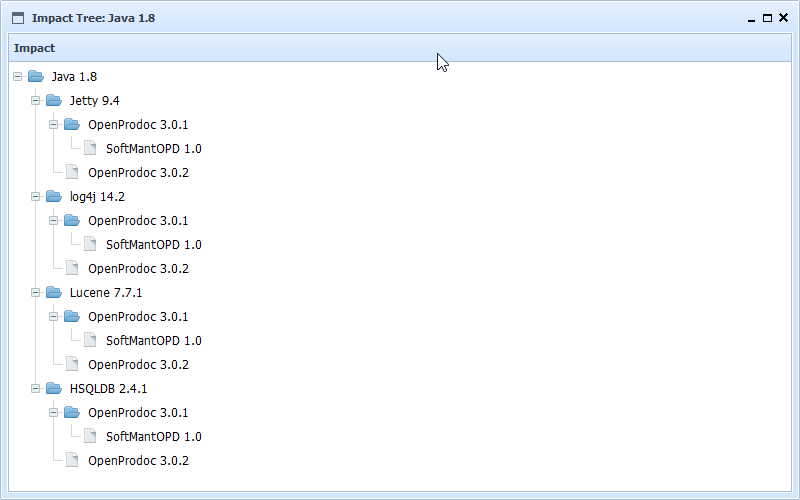 Impact Tree: Java 1.8
Impact
Java 1.8
Jetty 9.4
OpenProdoc 3.0.1
SoftMantOPD 1.0
OpenProdoc 3.0.2
log4j 14.2
OpenProdoc 3.0.1
SoftMantOPD 1.0
OpenProdoc 3.0.2
Lucene 7.7.1
OpenProdoc 3.0.1
SoftMantOPD 1.0
OpenProdoc 3.0.2
HSQLDB 2.4.1
OpenProdoc 3.0.1
SoftMantOPD 1.0
OpenProdoc 3.0.2